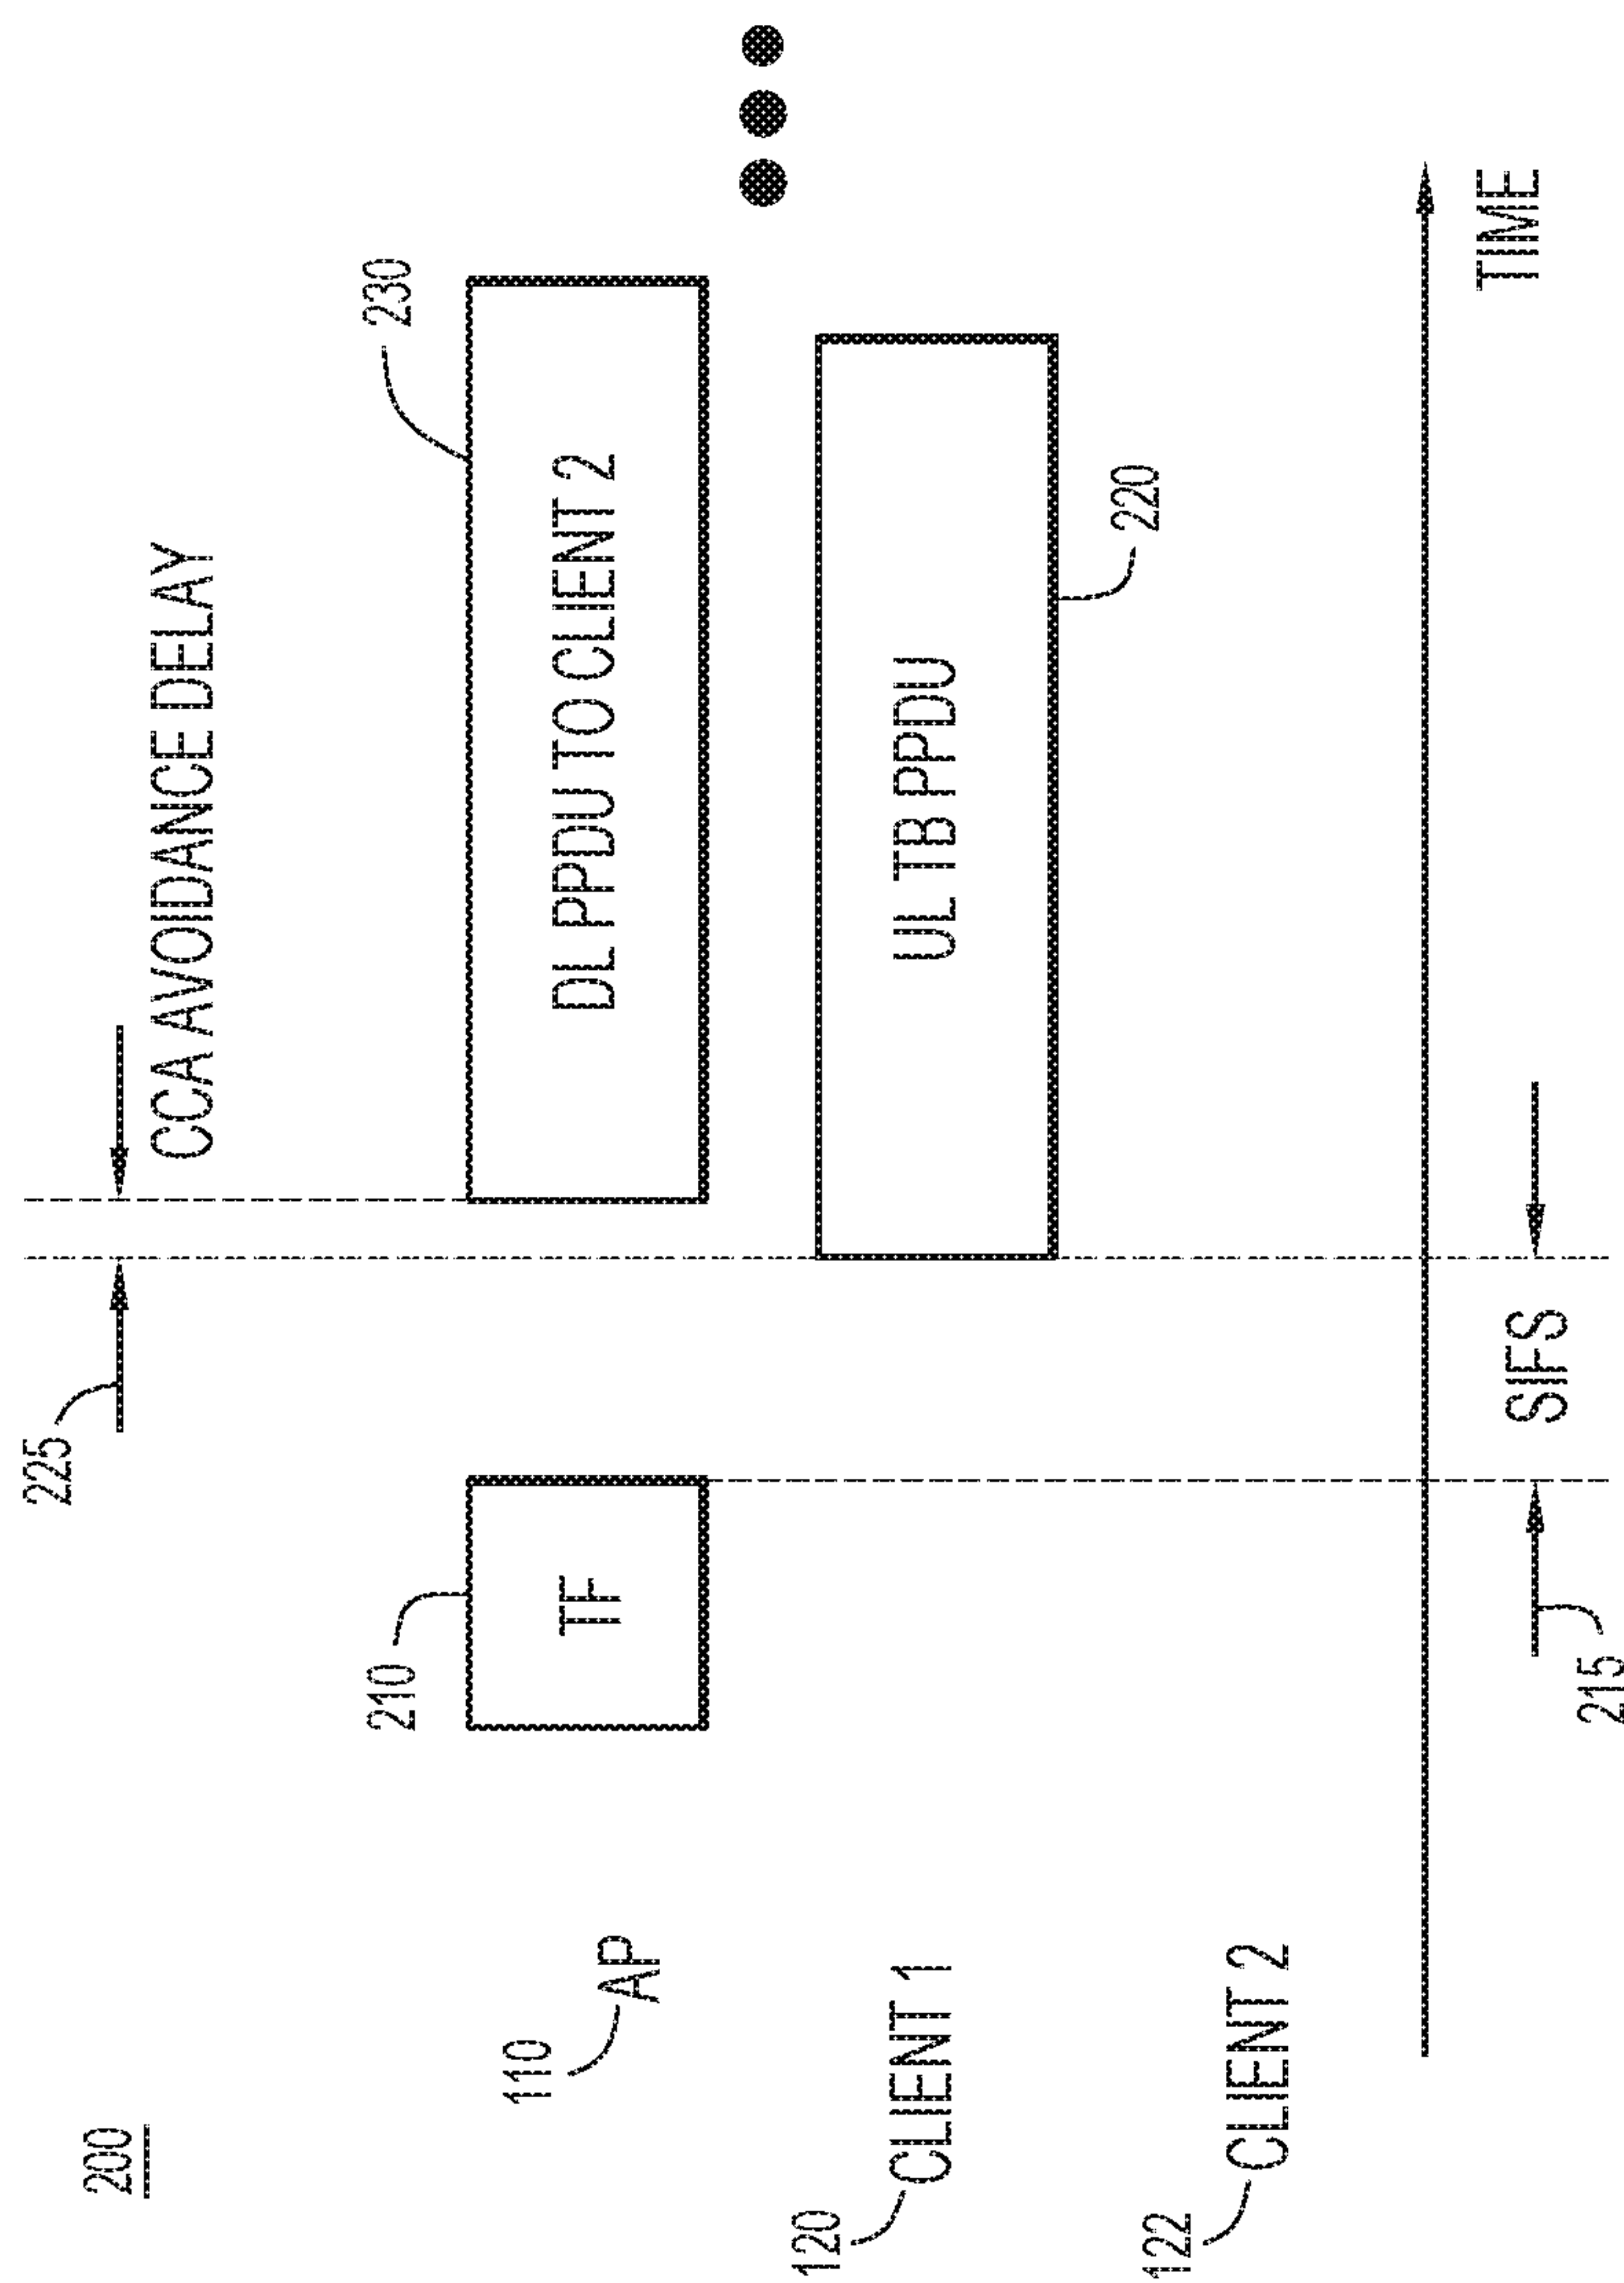 200
225
CCA AVOIDANCE DELAY
110
AP
210
TF
230
DL PPDU TO CLIENT 2
120
CLIENT 1
UL TB PPDU
220
122
CLIENT 2
TIME
SIFS
215